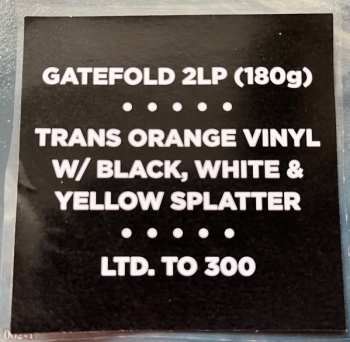 GATEFOLD 2LP (180g)
• • • • •
TRANS ORANGE VINYL
W/ BLACK, WHITE &
YELLOW SPLATTER
• • • • •
LTD. TO 300